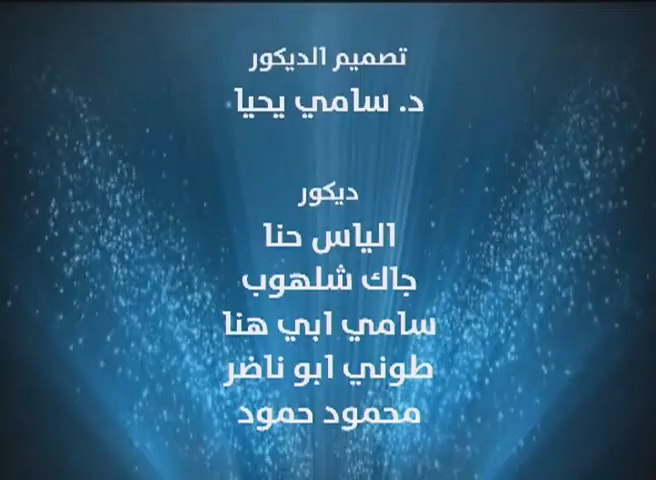 تصميم الديكور
د. سامي يحيا
ديكور
الياس حنا
جاك شلهوب
سامي ابي هنا
طوني ابو ناضر
محمود حمود